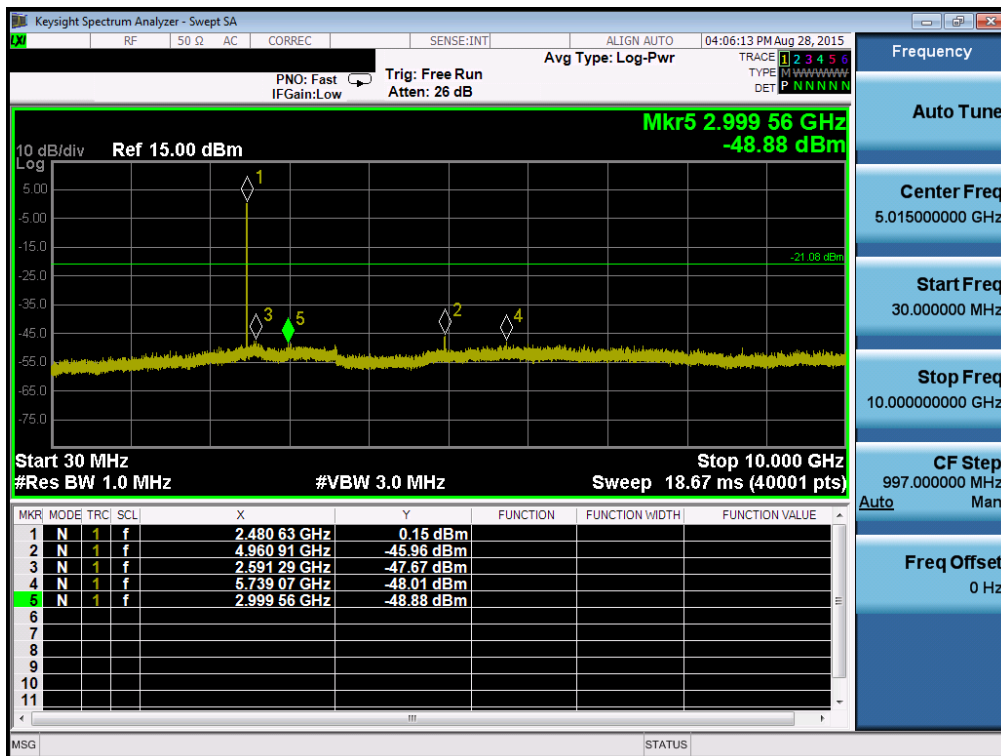 Keysight Spectrum Analyzer - Swept SA
LXI RF 50 Ω AC CORREC SENSE:INT ALIGN AUTO 04:06:13 PM Aug 28, 2015
Frequency
Avg Type: Log-Pwr
TRACE 1 2 3 4 5 6
PNO: Fast Trig: Free Run
TYPE M WWWWW
IFGain:Low Atten: 26 dB
DET P N N N N N
Auto Tune
Mkr5 2.999 56 GHz
10 dB/div Ref 15.00 dBm -48.88 dBm
Log
Center Freq
5.015000000 GHz
1
5.00
-5.00
-15.0
-21.08 dBm
-25.0
Start Freq
30.000000 MHz
-35.0
3 5 2 4
-45.0
-55.0
Stop Freq
10.000000000 GHz
-65.0
-75.0
Start 30 MHz Stop 10.000 GHz
#Res BW 1.0 MHz #VBW 3.0 MHz Sweep 18.67 ms (40001 pts)
CF Step
997.000000 MHz
Auto Man
MKR MODE TRC SCL X Y FUNCTION FUNCTION WIDTH FUNCTION VALUE
1 N 1 f 2.480 63 GHz 0.15 dBm
2 N 1 f 4.960 91 GHz -45.96 dBm
3 N 1 f 2.591 29 GHz -47.67 dBm
4 N 1 f 5.739 07 GHz -48.01 dBm
5 N 1 f 2.999 56 GHz -48.88 dBm
6
7
8
9
10
11
Freq Offset
0 Hz
MSG STATUS